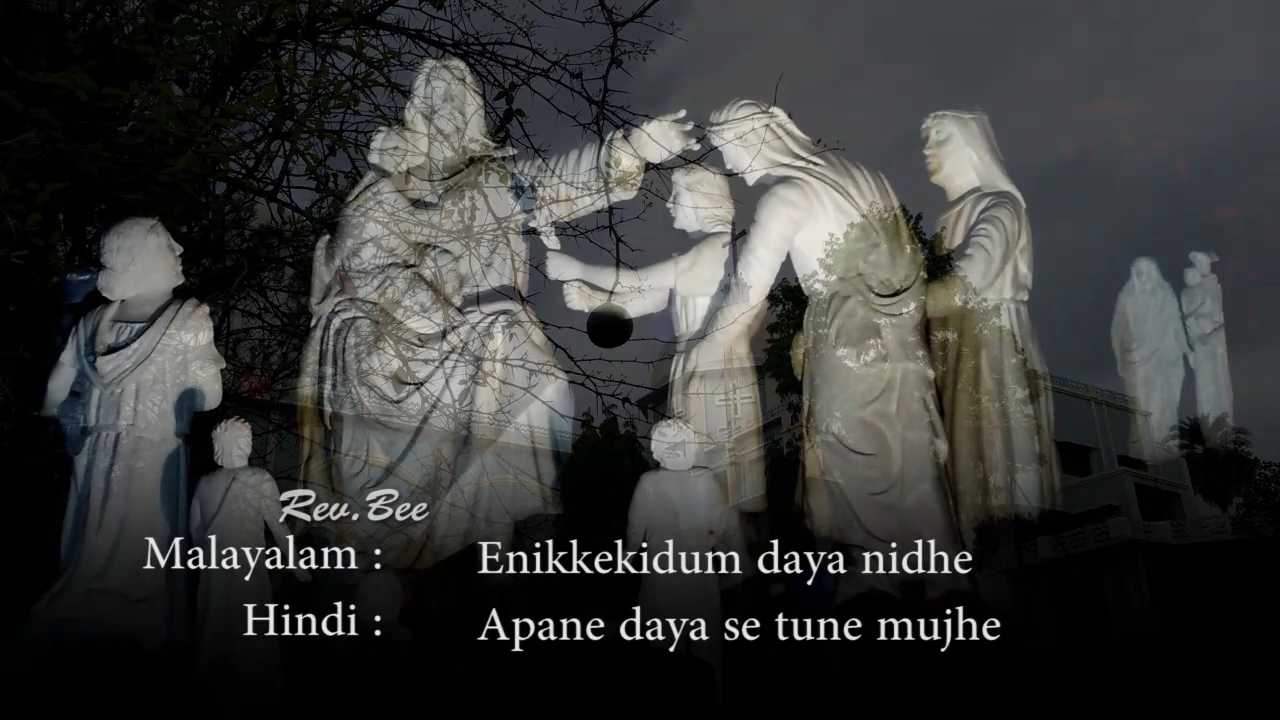 Rev.Bee
Malayalam : Enikkekidum daya nidhe
Hindi : Apane daya se tune mujhe